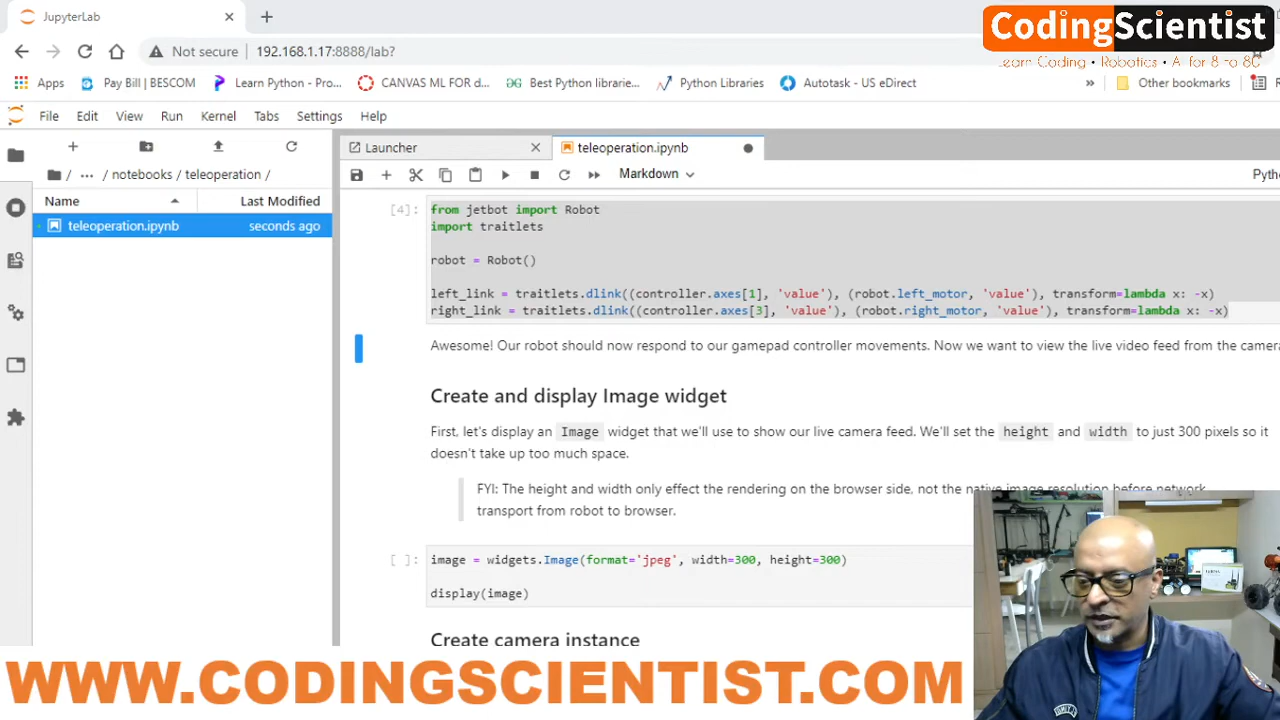 JupyterLab
CodingScientist
Learn Coding • Robotics • AI for 8 to 80
Not secure 192.168.1.17:8888/lab?
Apps Pay Bill | BESCOM Learn Python - Pro... CANVAS ML FOR d... Best Python librarie... Python Libraries Autotask - US eDirect » Other bookmarks
File Edit View Run Kernel Tabs Settings Help
Launcher teleoperation.ipynb
/ ... / notebooks / teleoperation /
Markdown
Name Last Modified
teleoperation.ipynb seconds ago
[4]: from jetbot import Robot
import traitlets
robot = Robot()
left_link = traitlets.dlink((controller.axes[1], 'value'), (robot.left_motor, 'value'), transform=lambda x: -x)
right_link = traitlets.dlink((controller.axes[3], 'value'), (robot.right_motor, 'value'), transform=lambda x: -x)
Awesome! Our robot should now respond to our gamepad controller movements. Now we want to view the live video feed from the camera
Create and display Image widget
First, let's display an Image widget that we'll use to show our live camera feed. We'll set the height and width to just 300 pixels so it
doesn't take up too much space.
FYI: The height and width only effect the rendering on the browser side, not the native image resolution before network
transport from robot to browser.
[ ]: image = widgets.Image(format='jpeg', width=300, height=300)
display(image)
Create camera instance
WWW.CODINGSCIENTIST.COM